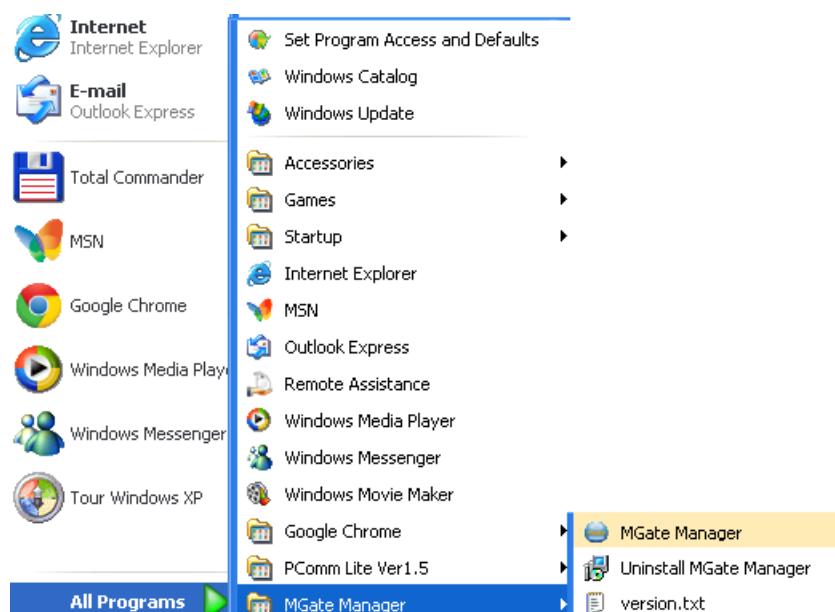 Internet
Internet Explorer
E-mail
Outlook Express
Total Commander
MSN
Google Chrome
Windows Media Play
Windows Messenger
Tour Windows XP
All Programs
Set Program Access and Defaults
Windows Catalog
Windows Update
Accessories
Games
Startup
Internet Explorer
MSN
Outlook Express
Remote Assistance
Windows Media Player
Windows Messenger
Windows Movie Maker
Google Chrome
PComm Lite Ver1.5
MGate Manager
MGate Manager
Uninstall MGate Manager
version.txt